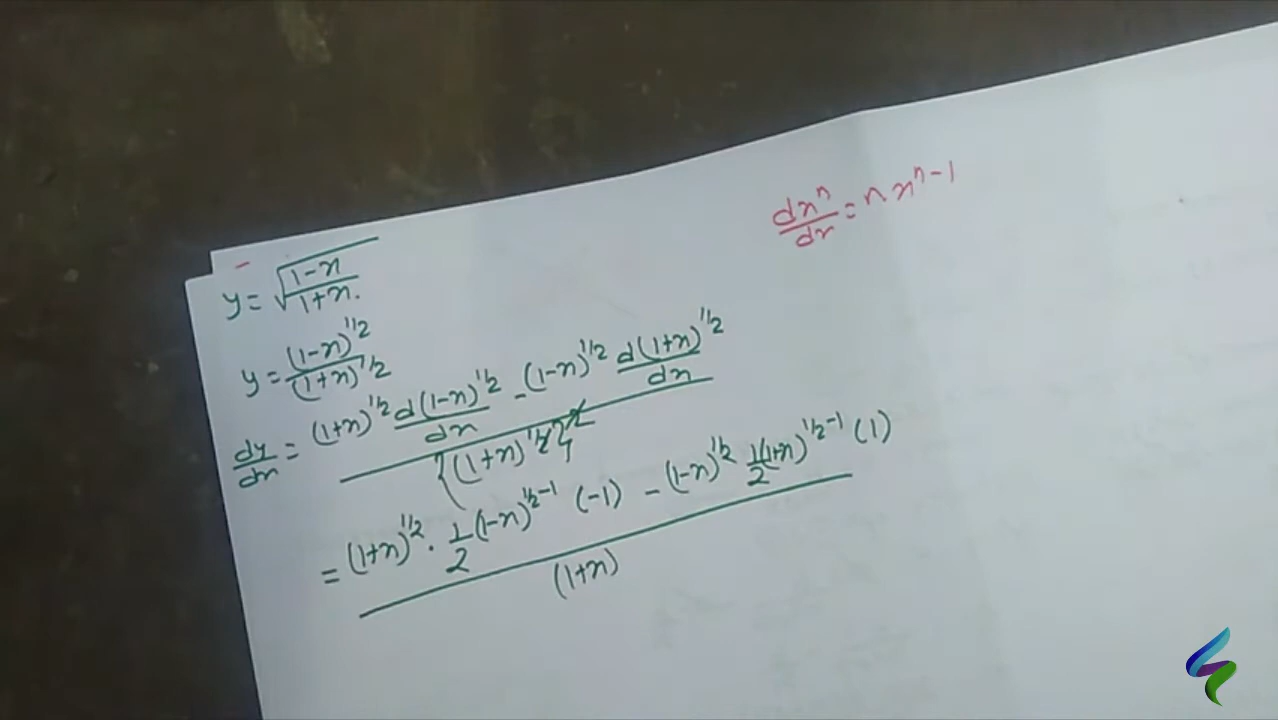 dxⁿ/dx = n xⁿ⁻¹
y = √((1-x)/(1+x)).
y = (1-x)^1/2 / (1+x)^1/2
dy/dx = ((1+x)^1/2 d(1-x)^1/2/dx - (1-x)^1/2 d(1+x)^1/2/dx) / {(1+x)^1/2}^2
= ((1+x)^1/2 · 1/2 (1-x)^1/2-1 (-1) - (1-x)^1/2 1/2 (1+x)^1/2-1 (1)) / (1+x)